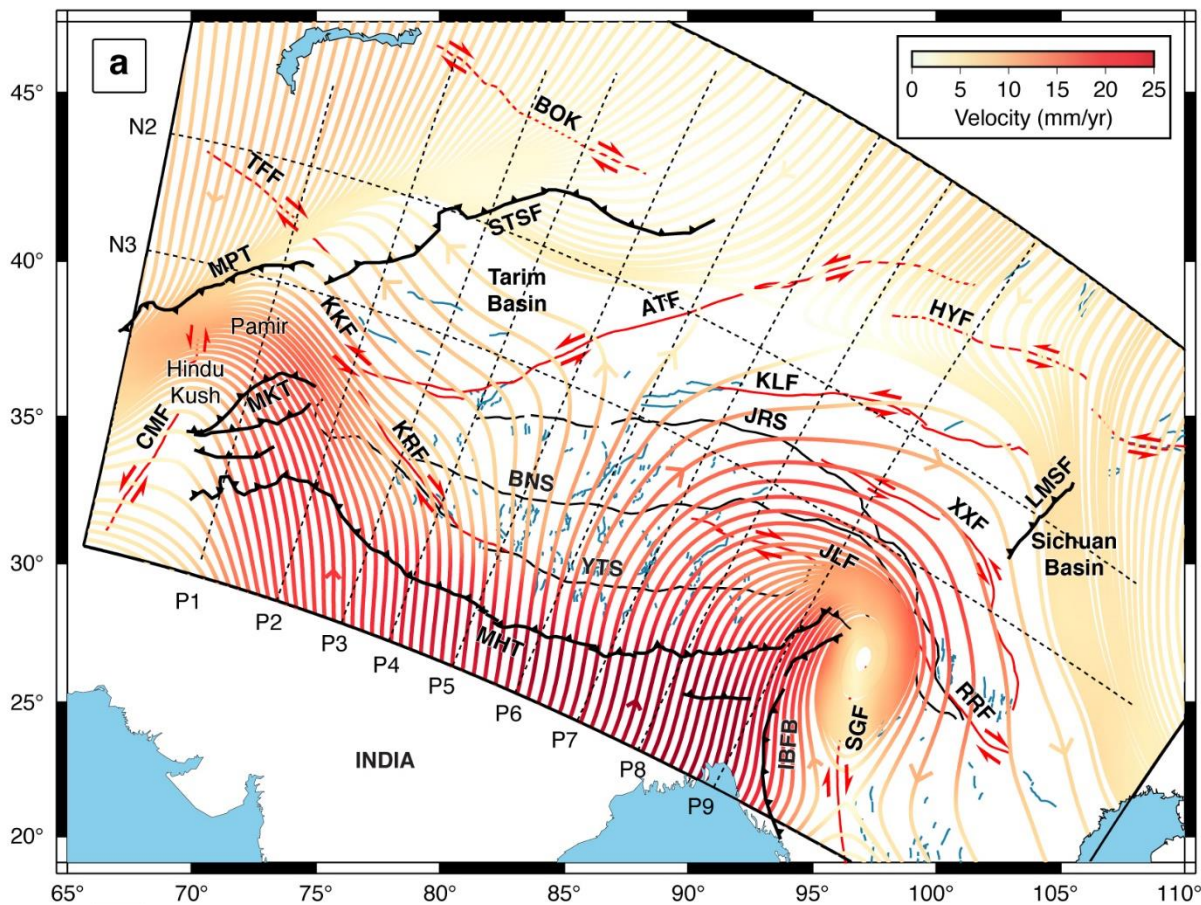 a
0 5 10 15 20 25
Velocity (mm/yr)
45°
40°
35°
30°
25°
20°
N2
N3
BOK
TFF
STSF
MPT
Tarim
Basin
ATF
HYF
KKF
Pamir
Hindu
Kush
MKT
CMF
KRF
KLF
JRS
BNS
XXF
LMSF
Sichuan
Basin
YTS
JLF
MHT
RRF
SGF
IBFB
INDIA
P1
P2
P3
P4
P5
P6
P7
P8
P9
65° 70° 75° 80° 85° 90° 95° 100° 105° 110°